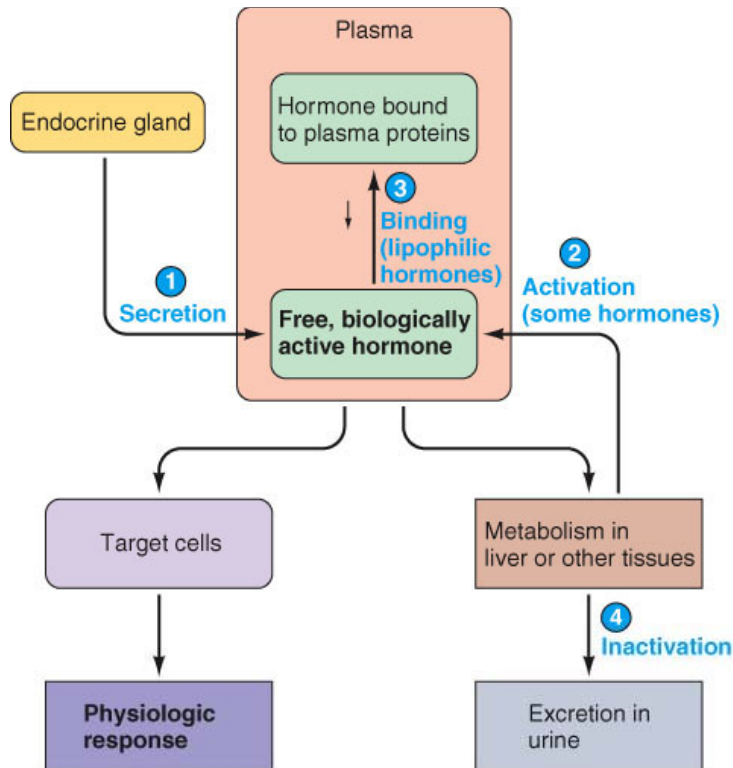 Plasma
Endocrine gland
Hormone bound
to plasma proteins
3
Binding
(lipophilic
hormones)
1
Secretion
2
Activation
(some hormones)
Free, biologically
active hormone
Target cells
Metabolism in
liver or other tissues
4
Inactivation
Physiologic
response
Excretion in
urine